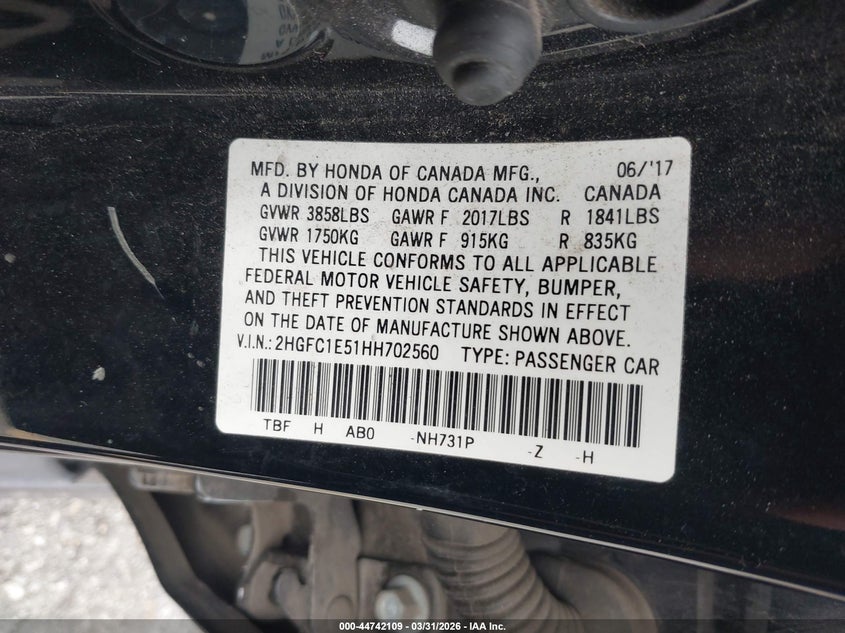 MFD. BY HONDA OF CANADA MFG., 06/'17
A DIVISION OF HONDA CANADA INC. CANADA
GVWR 3858LBS GAWR F 2017LBS R 1841LBS
GVWR 1750KG GAWR F 915KG R 835KG
THIS VEHICLE CONFORMS TO ALL APPLICABLE
FEDERAL MOTOR VEHICLE SAFETY, BUMPER,
AND THEFT PREVENTION STANDARDS IN EFFECT
ON THE DATE OF MANUFACTURE SHOWN ABOVE.
V.I.N.: 2HGFC1E51HH702560 TYPE: PASSENGER CAR
TBF H AB0 -NH731P -Z -H
000-44742109 - 03/31/2026 - IAA Inc.